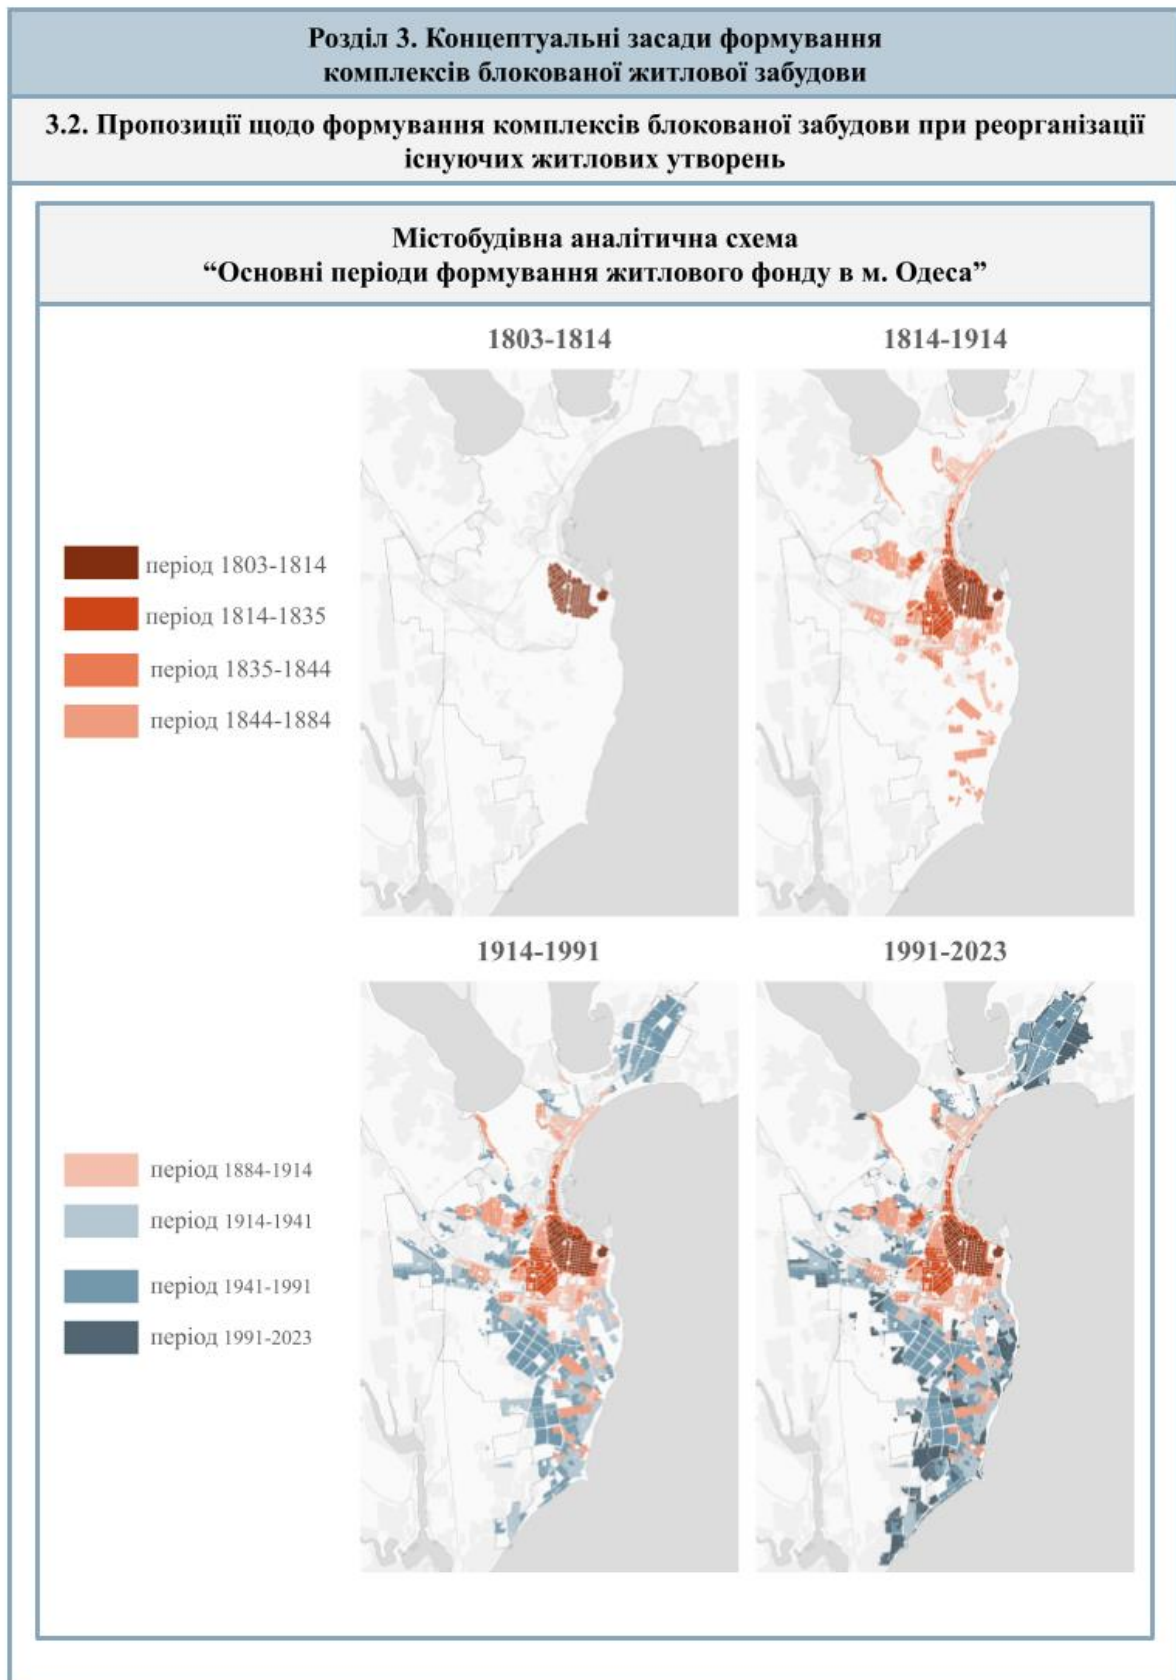 Розділ 3. Концептуальні засади формування
комплексів блокованої житлової забудови
3.2. Пропозиції щодо формування комплексів блокованої забудови при реорганізації
існуючих житлових утворень
Містобудівна аналітична схема
“Основні періоди формування житлового фонду в м. Одеса”
1803-1814
1814-1914
період 1803-1814
період 1814-1835
період 1835-1844
період 1844-1884
1914-1991
1991-2023
період 1884-1914
період 1914-1941
період 1941-1991
період 1991-2023